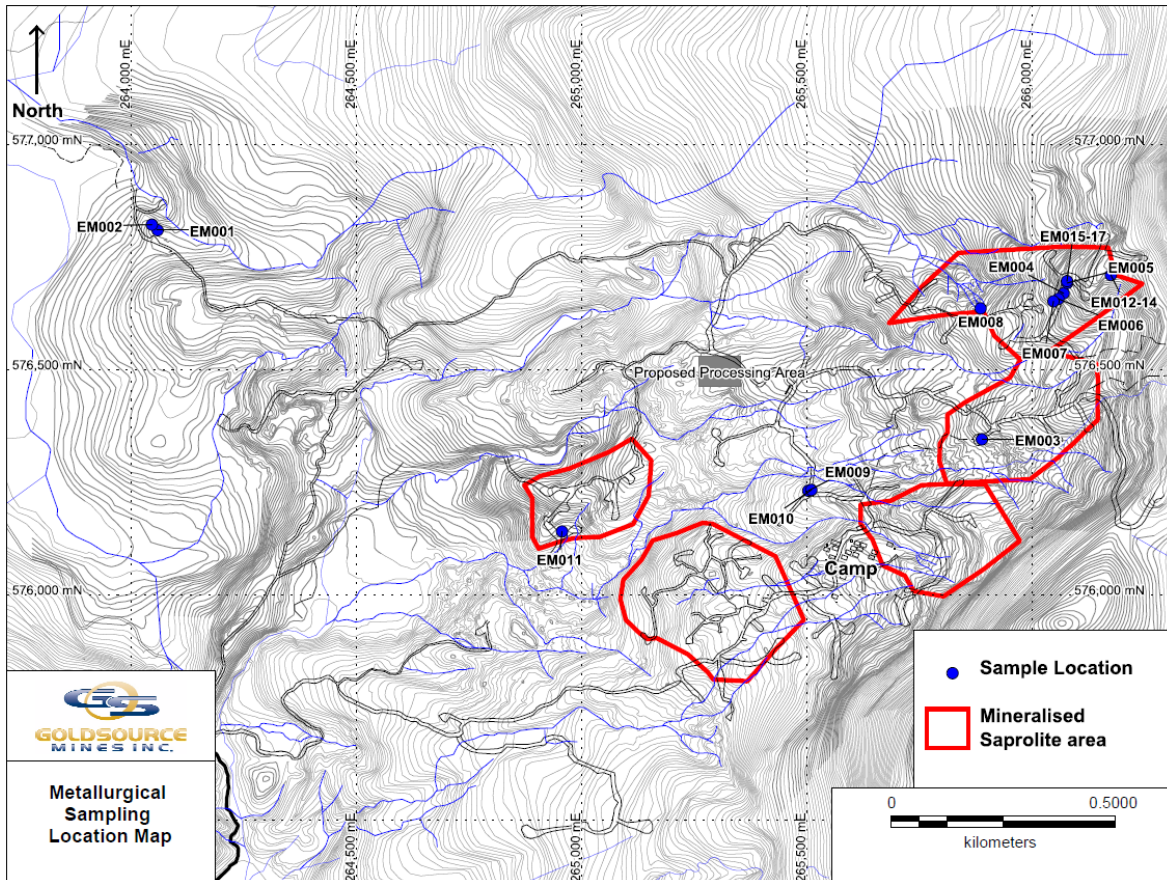 264,000 mE
264,500 mE
265,000 mE
265,500 mE
266,000 mE
North
577,000 mN
577,000 mN
EM002
EM001
EM015-17
EM004
EM005
EM012-14
EM008
EM006
EM007
576,500 mN
576,500 mN
Proposed Processing Area
EM003
EM009
EM010
EM011
Camp
576,000 mN
576,000 mN
Sample Location
Mineralised
Saprolite area
GS
GOLDSOURCE
MINES INC.
Metallurgical
Sampling
Location Map
0
0.5000
kilometers
264,500 mE
265,000 mE
265,500 mE